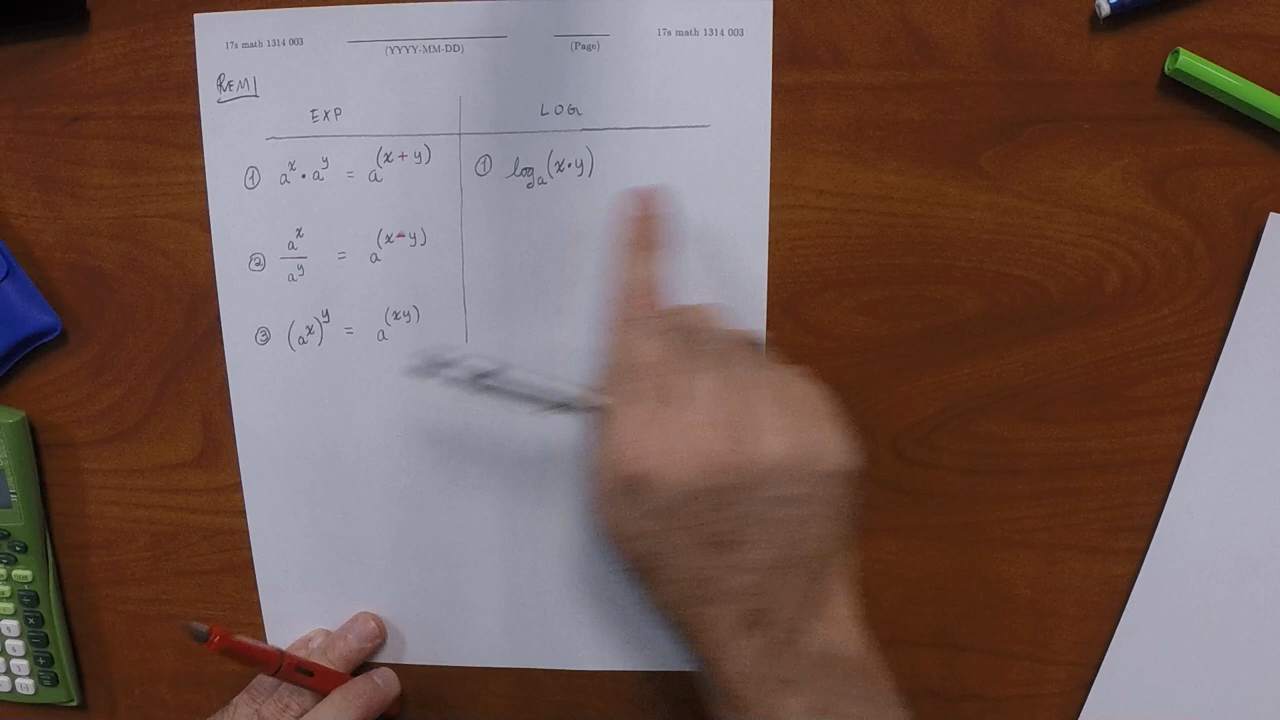 17s math 1314 003 (YYYY-MM-DD) (Page) 17s math 1314 003
REM|
EXP LOG
① a^x · a^y = a^(x + y) ① log_a(x·y)
② a^x / a^y = a^(x-y)
③ (a^x)^y = a^(xy)